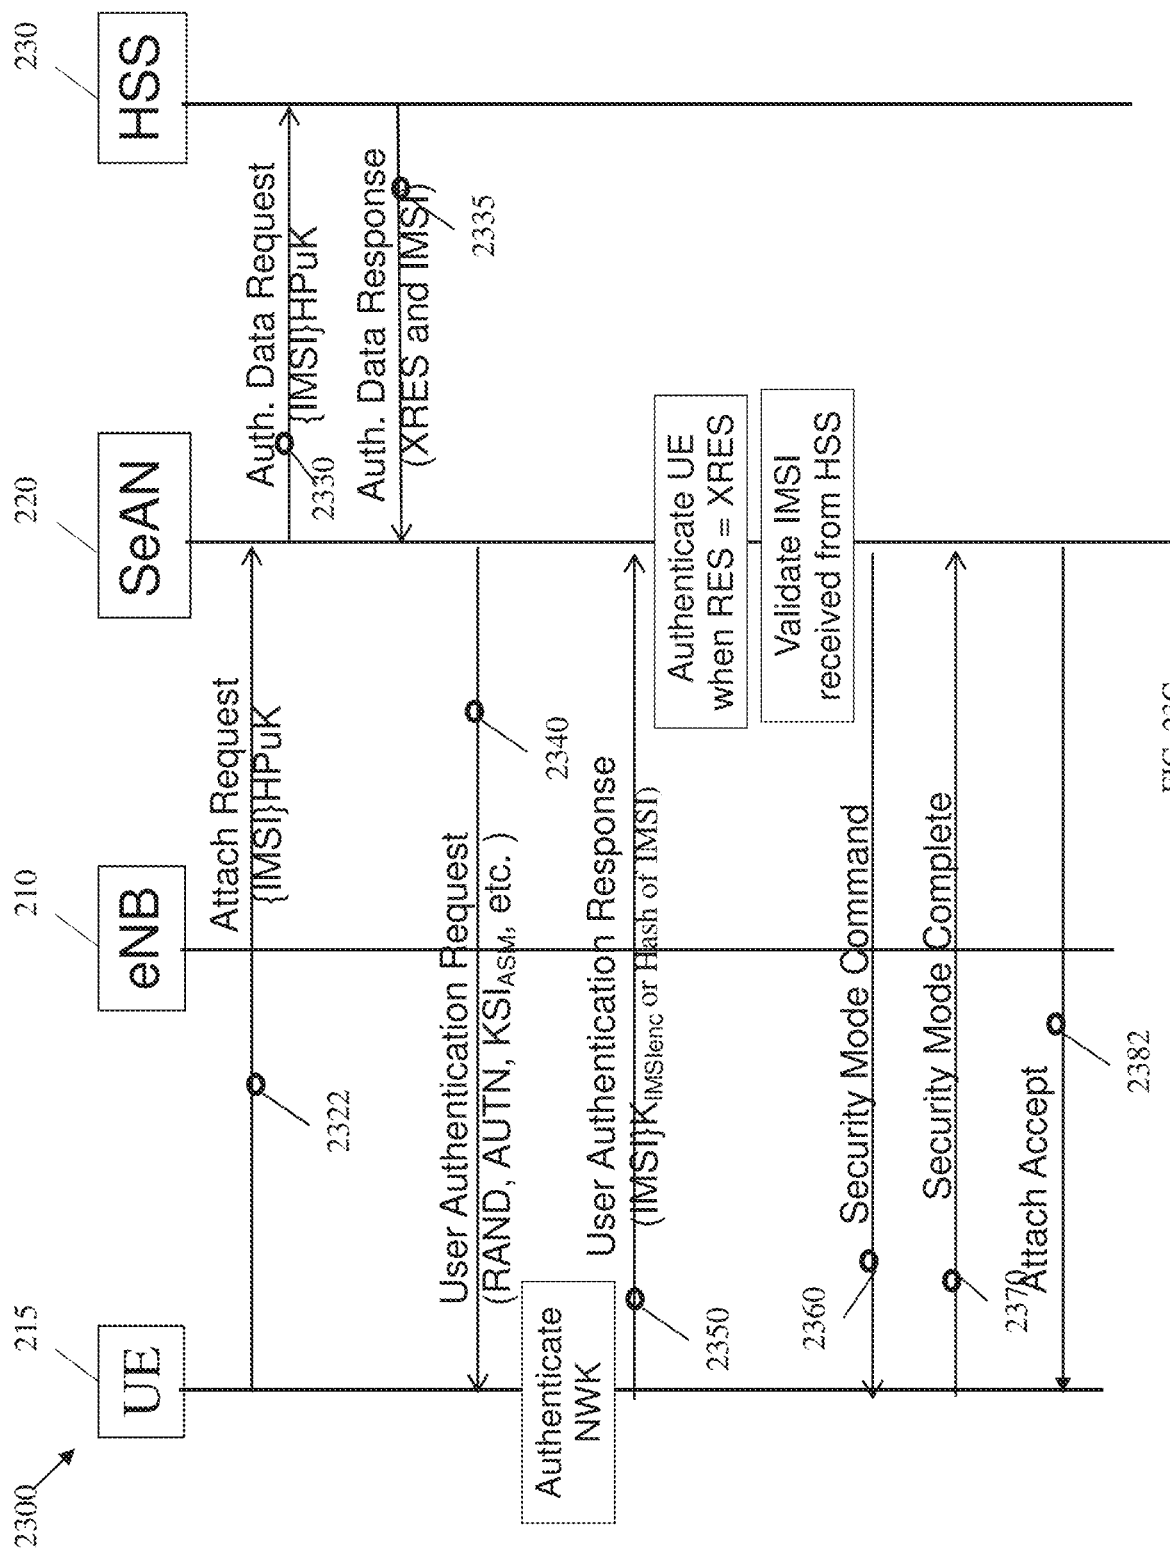 2300
215
UE
210
eNB
220
SeAN
230
HSS
Attach Request
{IMSI}HPuK
2322
Auth. Data Request
{IMSI}HPuK
2330
Auth. Data Response
(XRES and IMSI)
2335
User Authentication Request
(RAND, AUTN, KSIASM, etc. )
2340
Authenticate
NWK
User Authentication Response
(IMSI}KIMSIenc or Hash of IMSI)
2350
Authenticate UE
when RES = XRES
Validate IMSI
received from HSS
Security Mode Command
2360
Security Mode Complete
2370
Attach Accept
2382